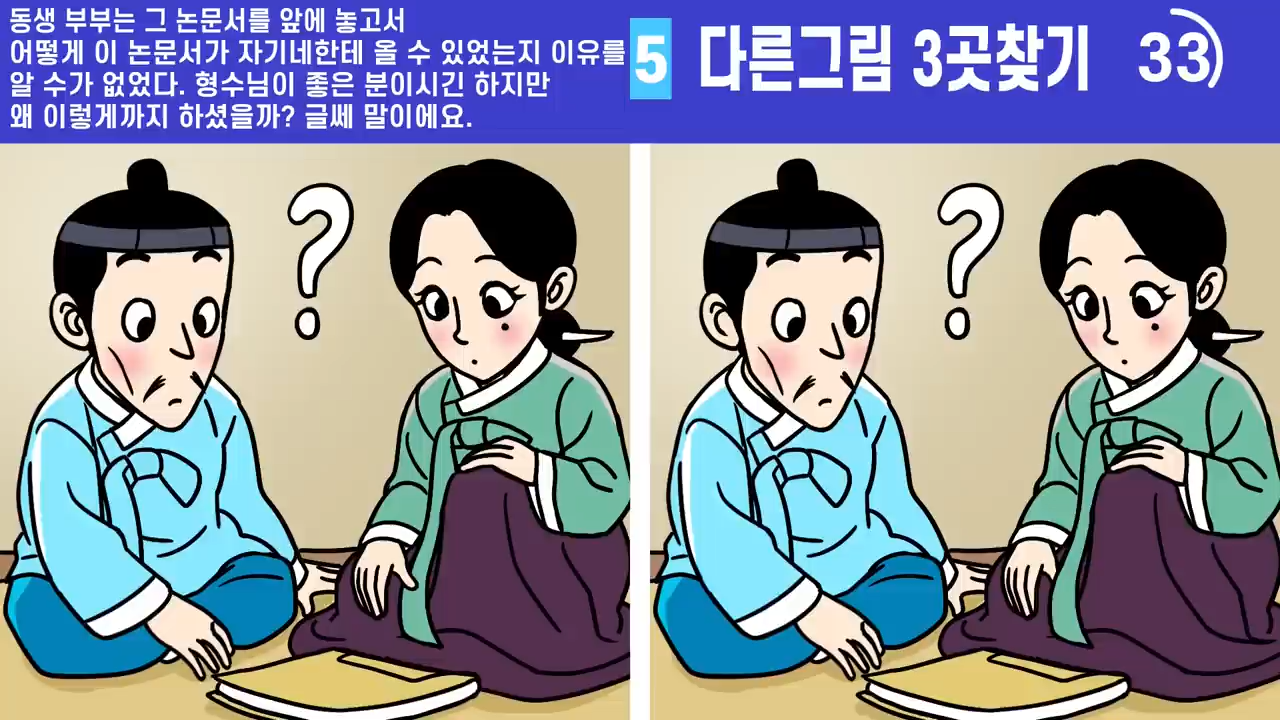 동생 부부는 그 논문서를 앞에 놓고서
어떻게 이 논문서가 자기네한테 올 수 있었는지 이유를
알 수가 없었다. 형수님이 좋은 분이시긴 하지만
왜 이렇게까지 하셨을까? 글쎄 말이에요.
5 다른그림 3곳찾기 33
?
?